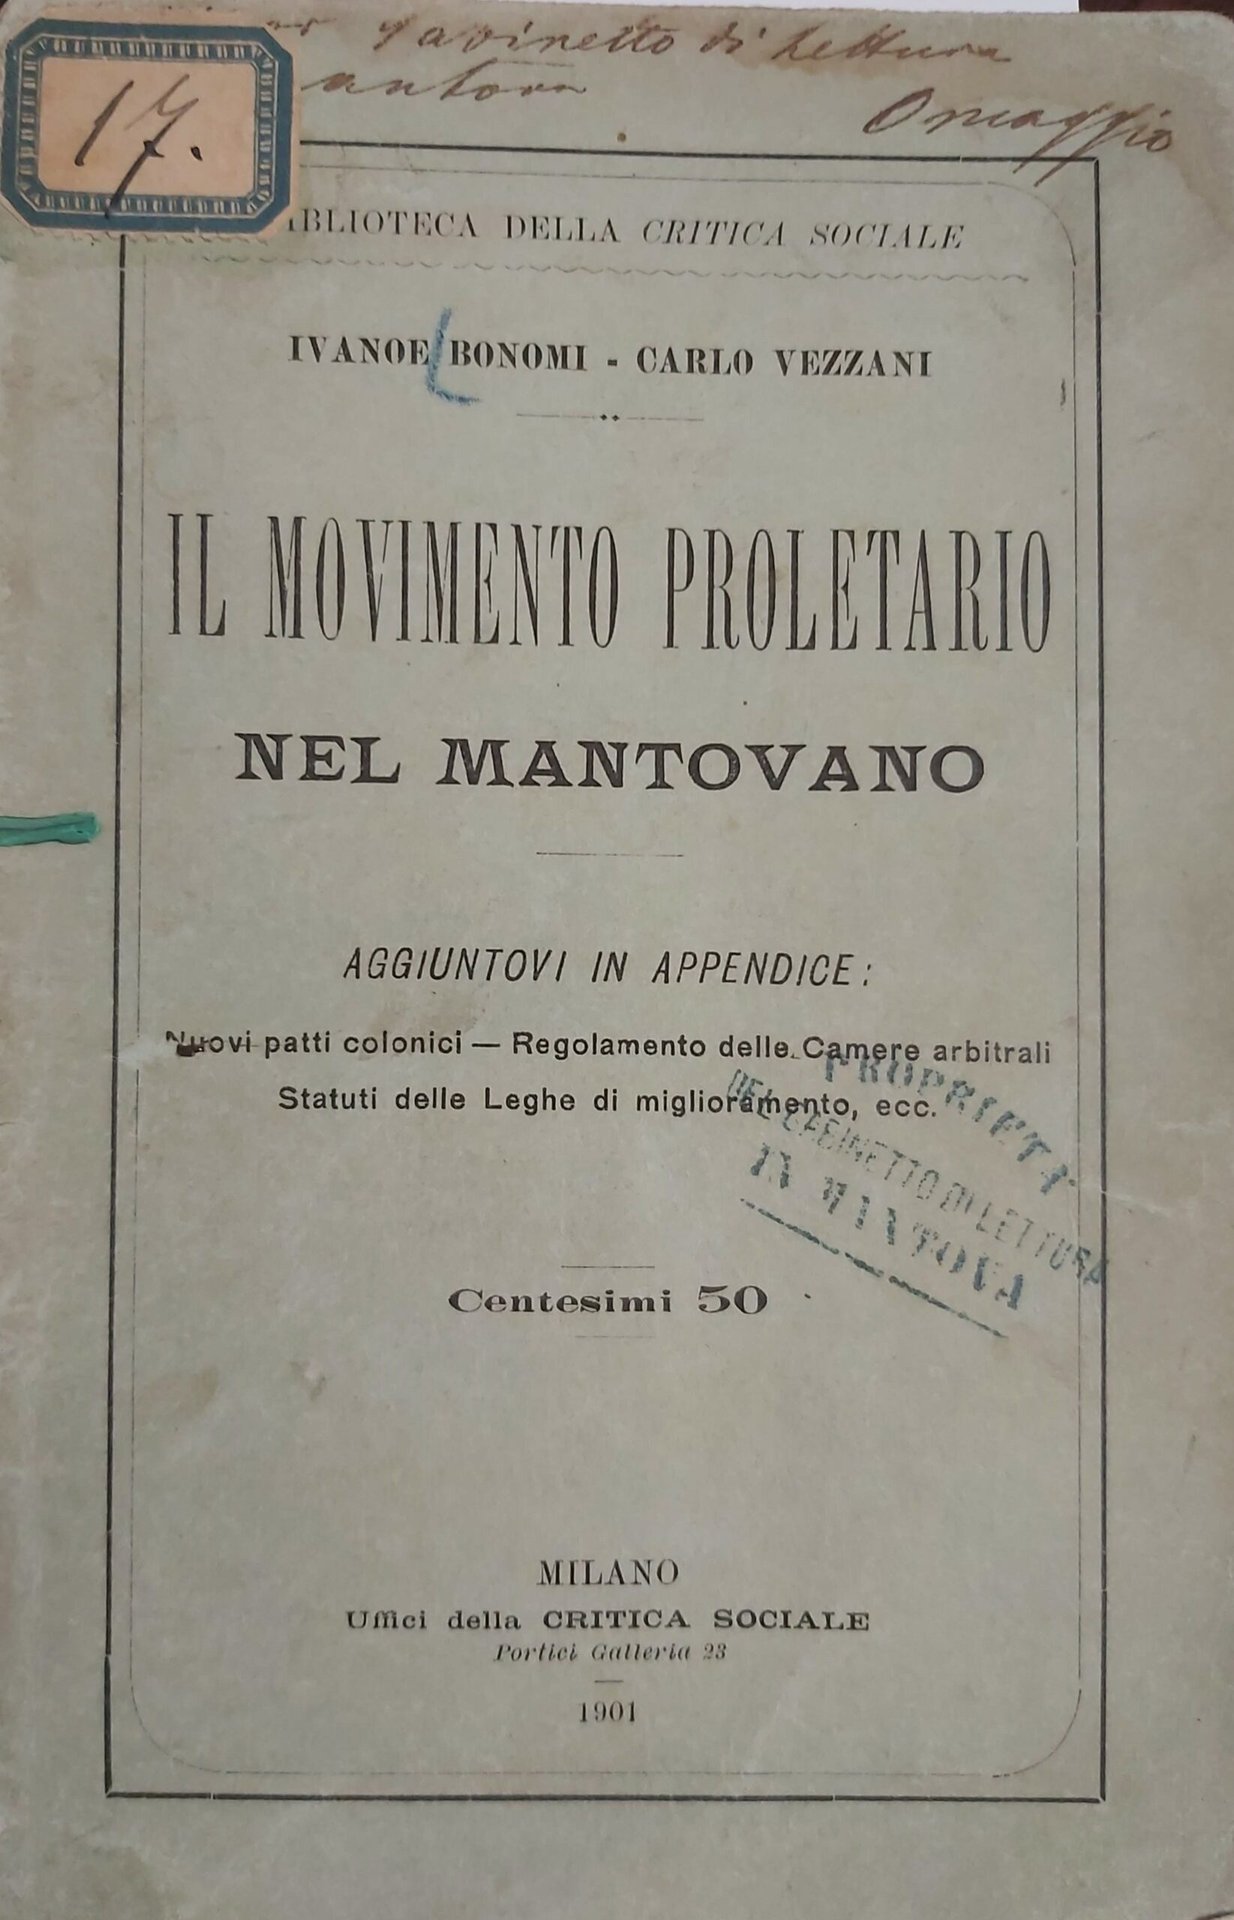 Gabinetto di Lettura
Omaggio
17.
BIBLIOTECA DELLA CRITICA SOCIALE
IVANOE BONOMI - CARLO VEZZANI
IL MOVIMENTO PROLETARIO
NEL MANTOVANO
AGGIUNTOVI IN APPENDICE:
Nuovi patti colonici — Regolamento delle Camere arbitrali
Statuti delle Leghe di miglioramento, ecc.
PROPRIETÀ
DEL GABINETTO DI LETTURA
IN MANTOVA
Centesimi 50
MILANO
Uffici della CRITICA SOCIALE
Portici Galleria 23
1901